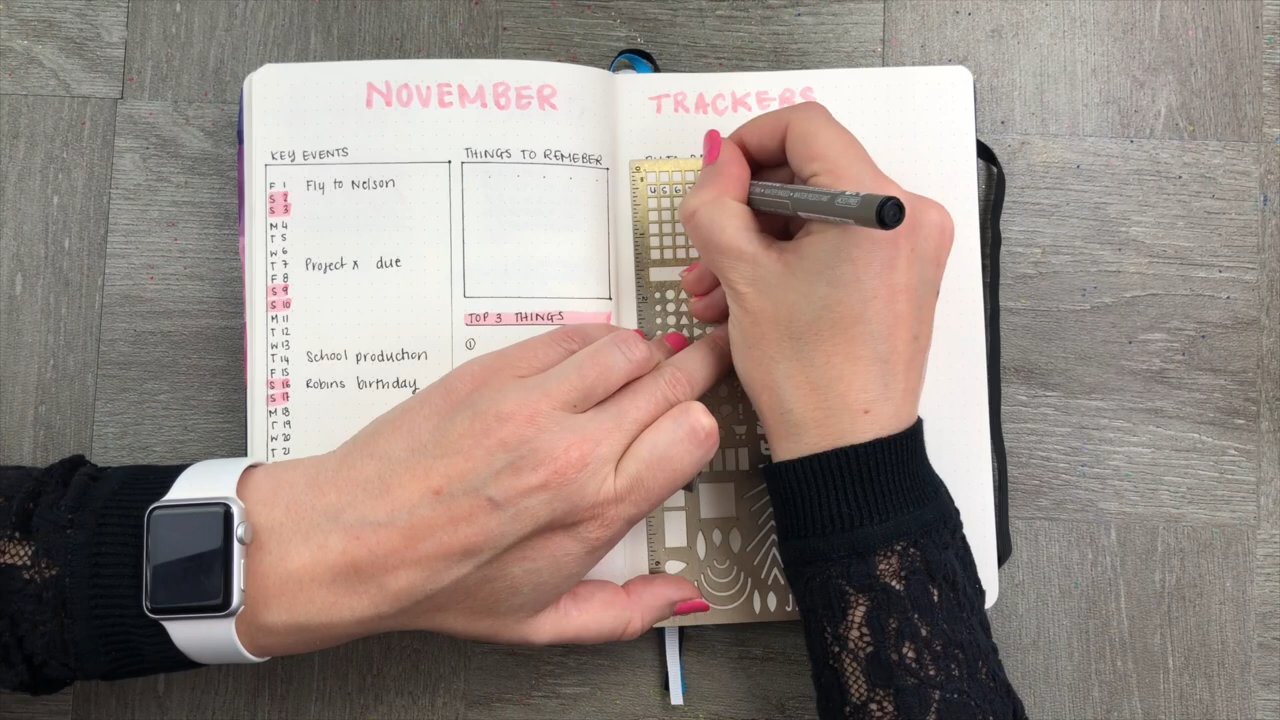 NOVEMBER
KEY EVENTS
F 1 Fly to Nelson
S 2
S 3
M 4
T 5
W 6
T 7 Project x due
F 8
S 9
S 10
M 11
T 12
W 13
T 14 School production
F 15
S 16 Robins birthday
S 17
M 18
T 19
W 20
T 21
THINGS TO REMEBER
TOP 3 THINGS
1
TRACKERS